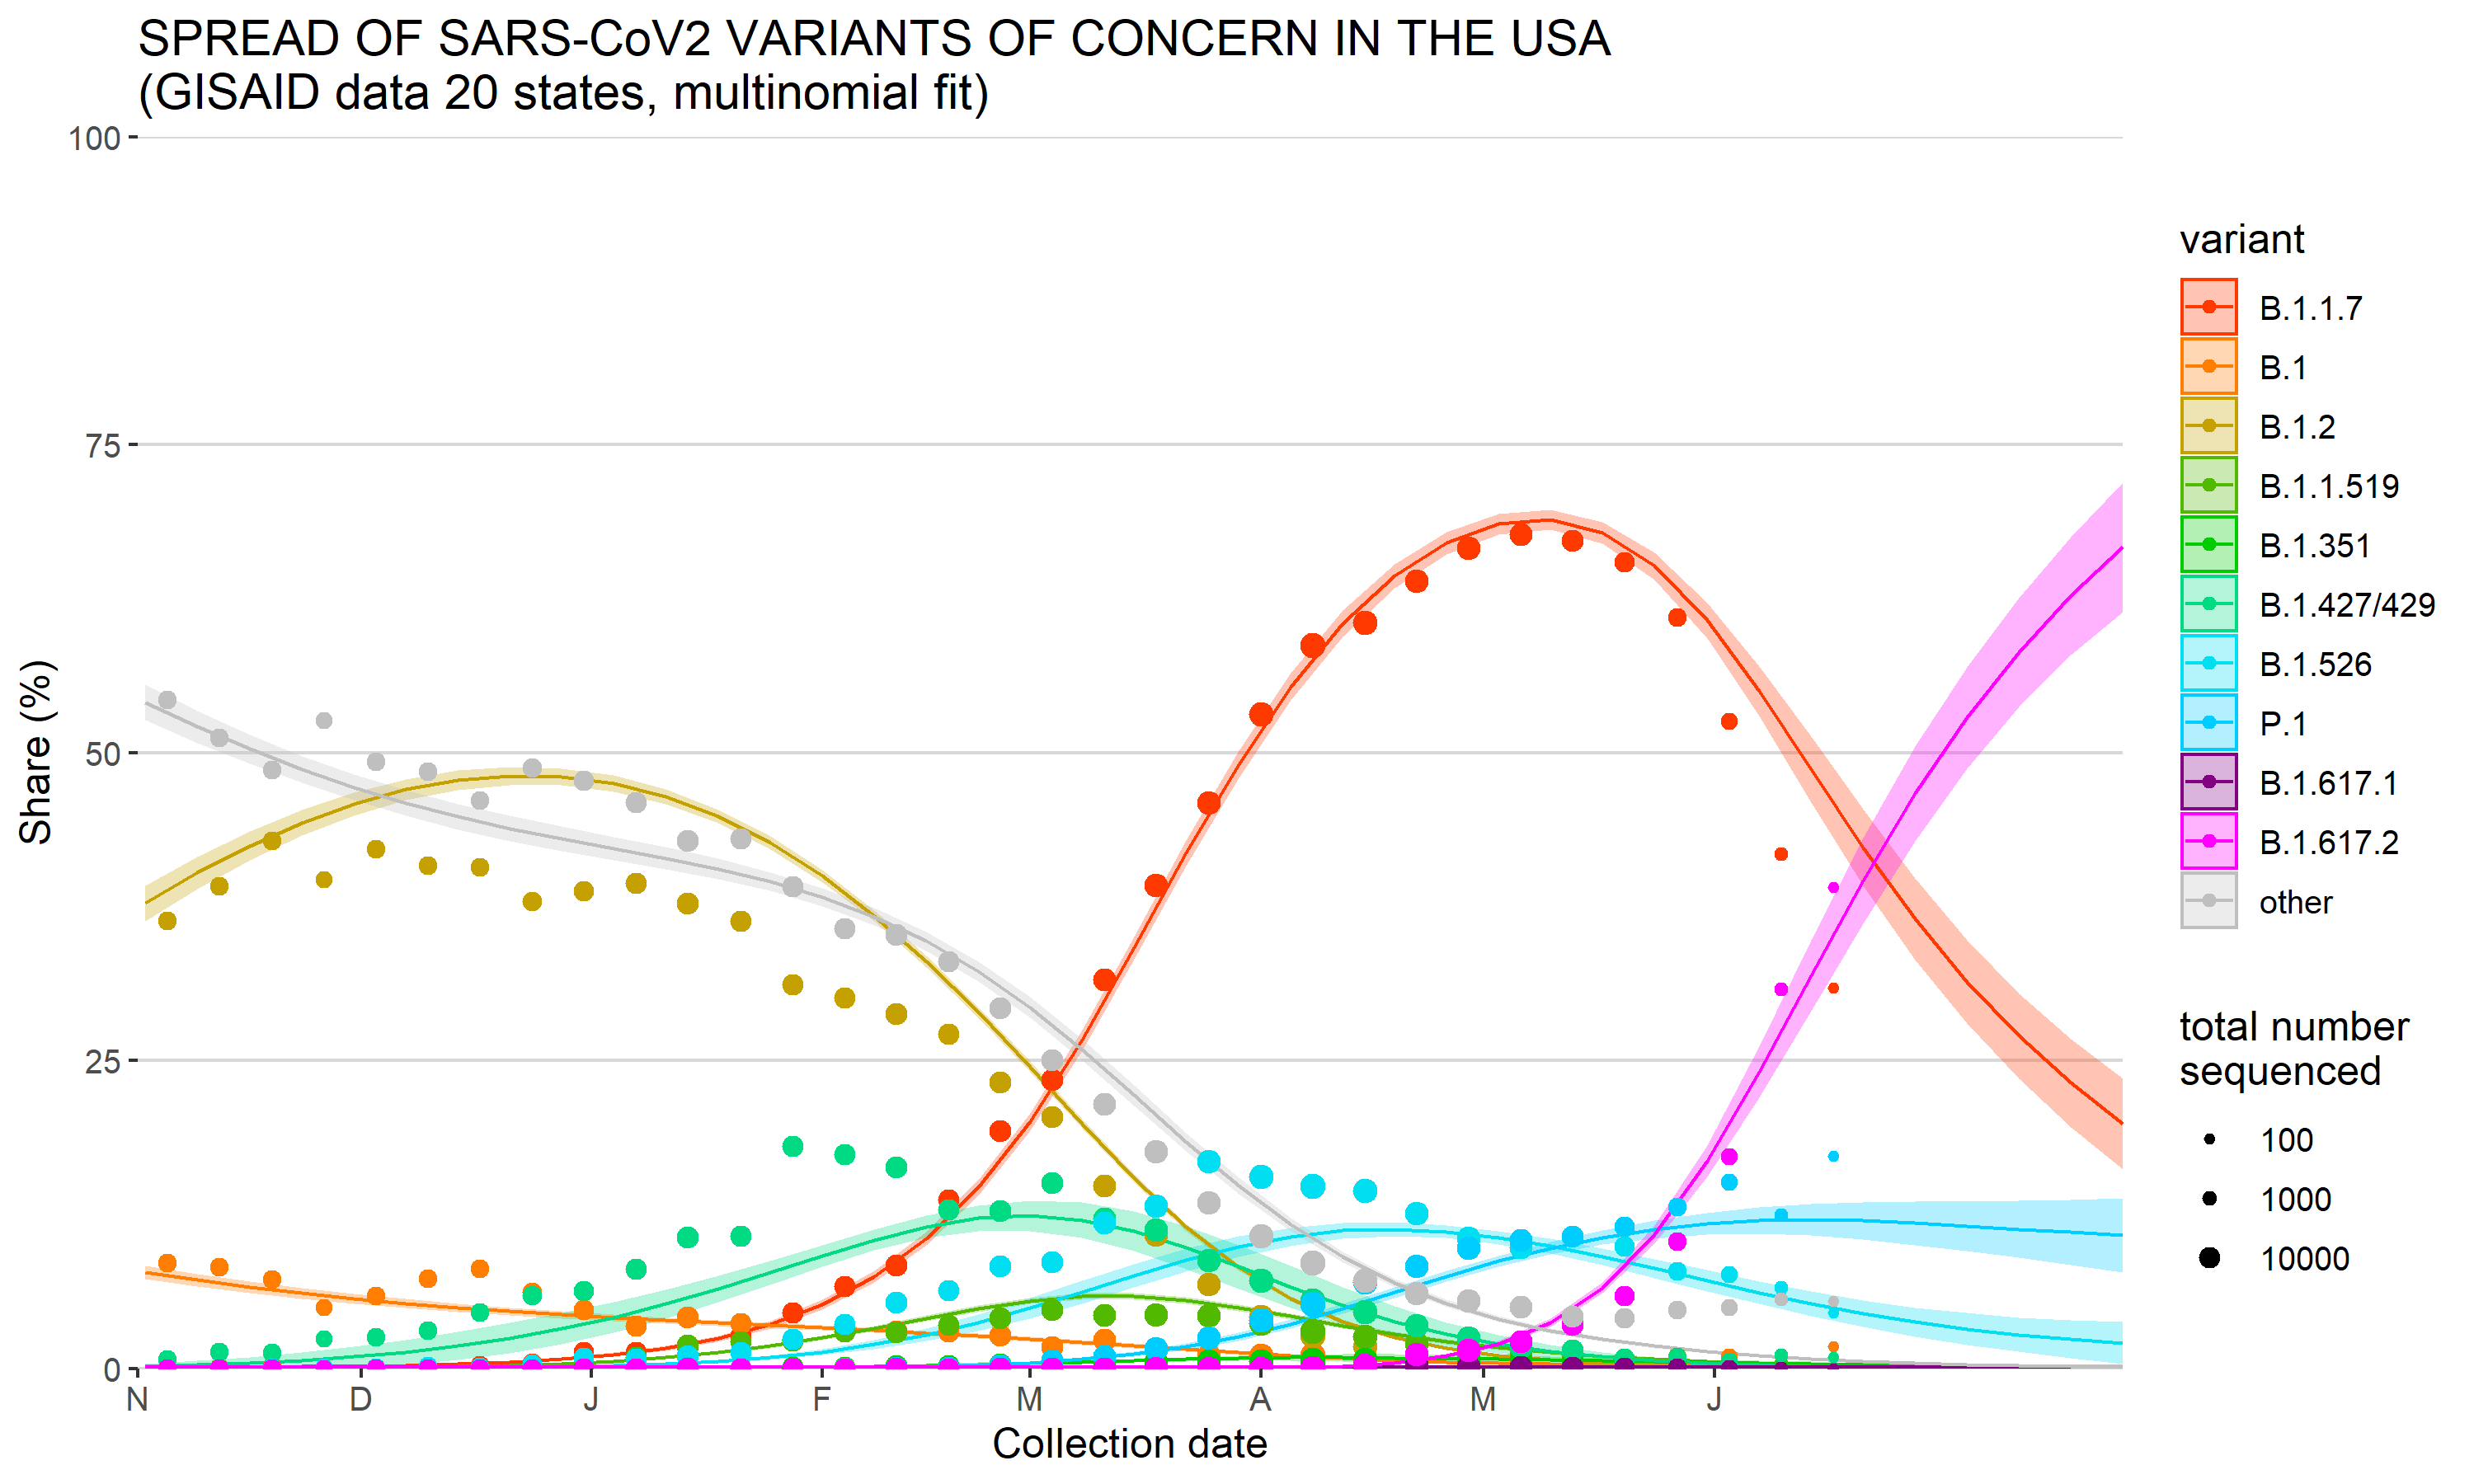 SPREAD OF SARS-CoV2 VARIANTS OF CONCERN IN THE USA
(GISAID data 20 states, multinomial fit)
100
75
50
25
0
Share (%)
N D J F M A M J
Collection date
variant
B.1.1.7
B.1
B.1.2
B.1.1.519
B.1.351
B.1.427/429
B.1.526
P.1
B.1.617.1
B.1.617.2
other
total number
sequenced
100
1000
10000